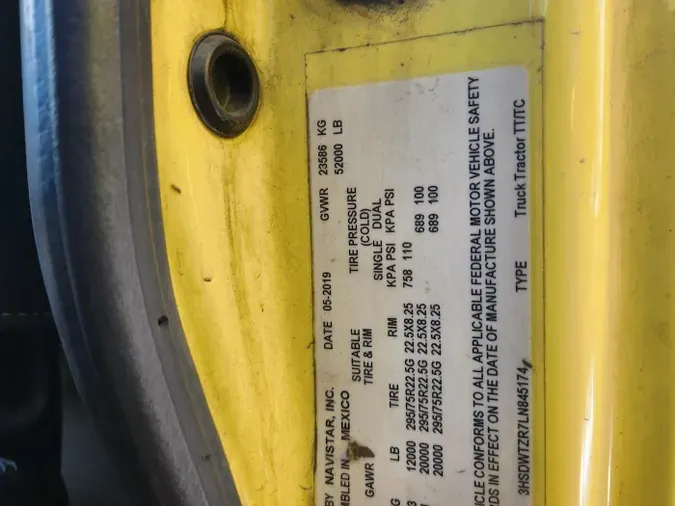 BY NAVISTAR, INC. DATE 05-2019 GVWR 23586 KG
MBLED IN MEXICO 52000 LB
SUITABLE TIRE PRESSURE
GAWR TIRE & RIM (COLD)
SINGLE DUAL
G LB TIRE RIM KPA PSI KPA PSI
3 12000 295/75R22.5G 22.5X8.25 758 110
20000 295/75R22.5G 22.5X8.25 689 100
20000 295/75R22.5G 22.5X8.25 689 100
ICLE CONFORMS TO ALL APPLICABLE FEDERAL MOTOR VEHICLE SAFETY
RDS IN EFFECT ON THE DATE OF MANUFACTURE SHOWN ABOVE.
3HSDWTZR7LN845174 TYPE Truck Tractor TT/TC